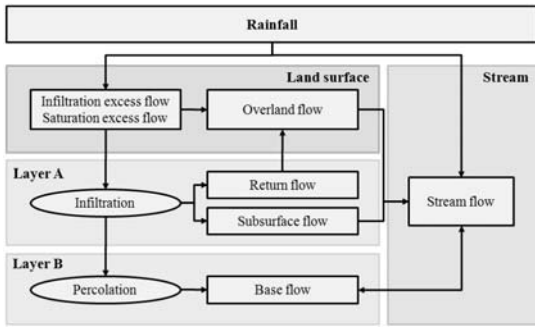 Rainfall
Land surface
Stream
Infiltration excess flow
Saturation excess flow
Overland flow
Layer A
Return flow
Infiltration
Subsurface flow
Stream flow
Layer B
Percolation
Base flow